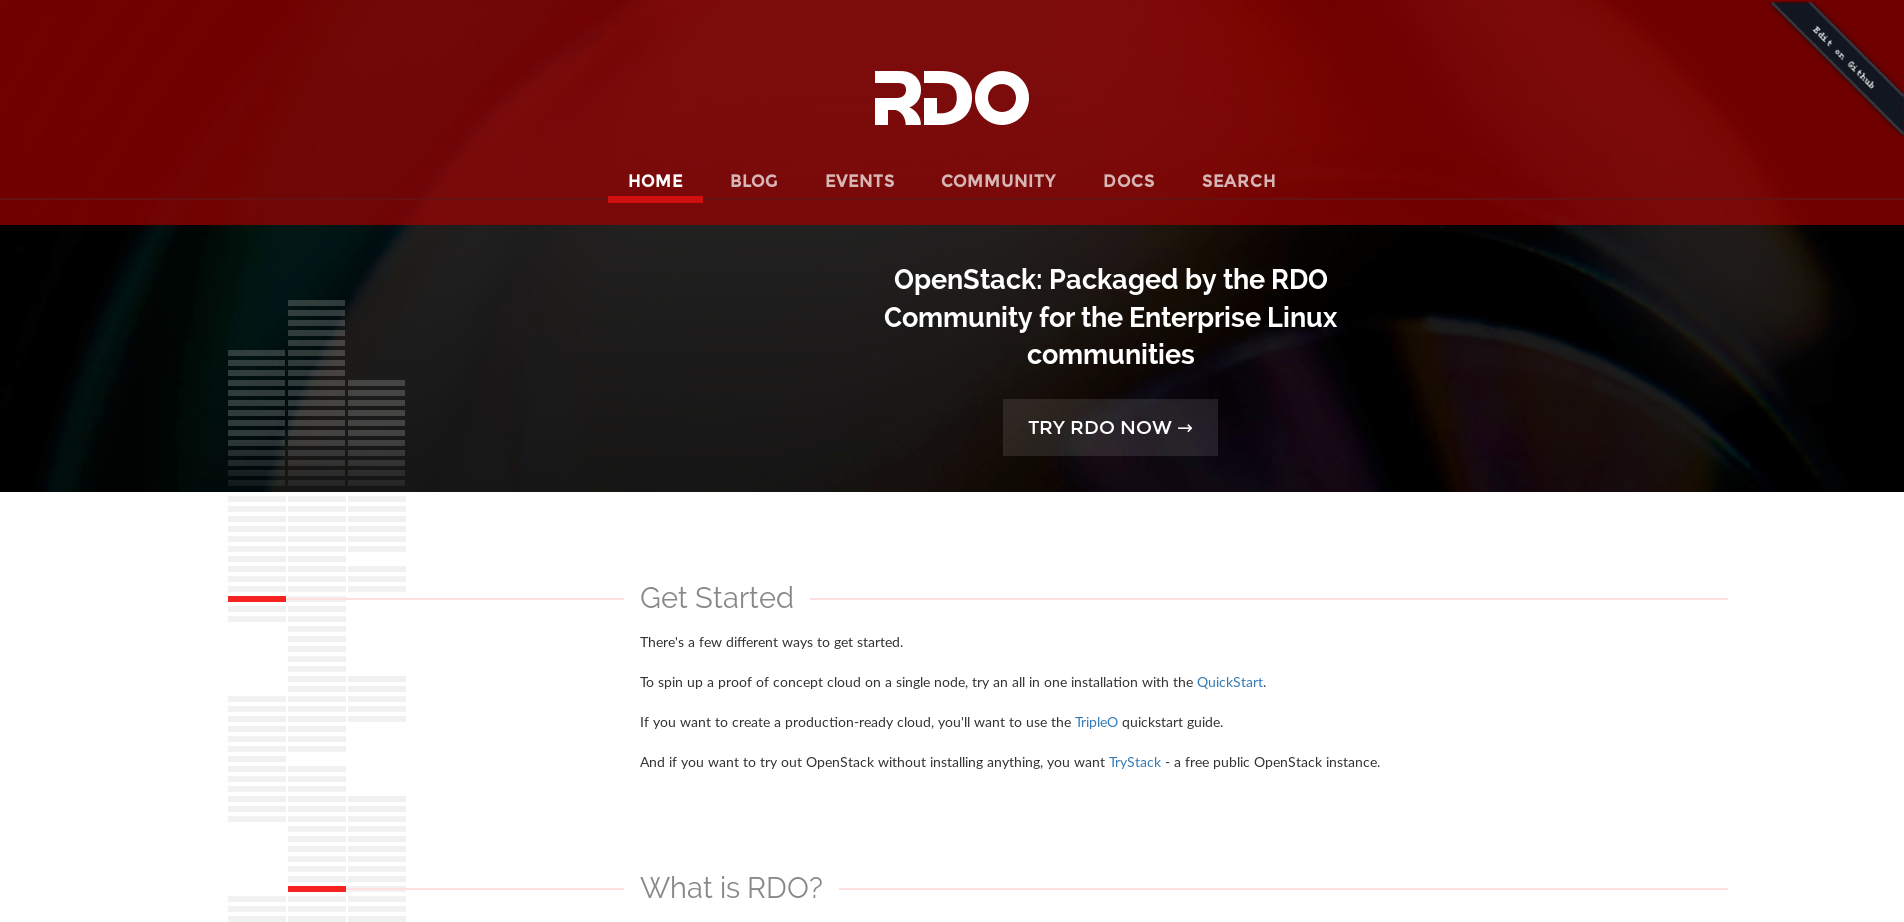 Edit on Github
RDO
HOME BLOG EVENTS COMMUNITY DOCS SEARCH
OpenStack: Packaged by the RDO
Community for the Enterprise Linux
communities
TRY RDO NOW →
Get Started
There's a few different ways to get started.
To spin up a proof of concept cloud on a single node, try an all in one installation with the QuickStart.
If you want to create a production-ready cloud, you'll want to use the TripleO quickstart guide.
And if you want to try out OpenStack without installing anything, you want TryStack - a free public OpenStack instance.
What is RDO?